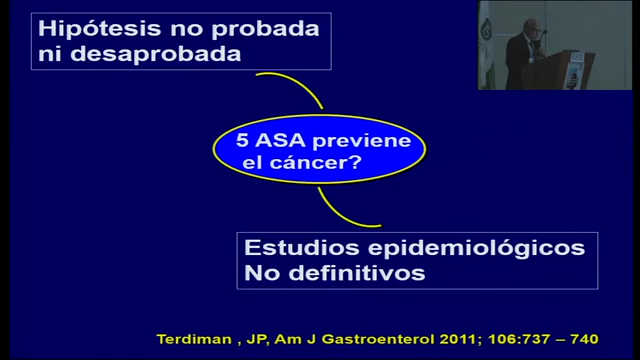 Hipótesis no probada
ni desaprobada
5 ASA previene
el cáncer?
Estudios epidemiológicos
No definitivos
Terdiman , JP, Am J Gastroenterol 2011; 106:737 – 740